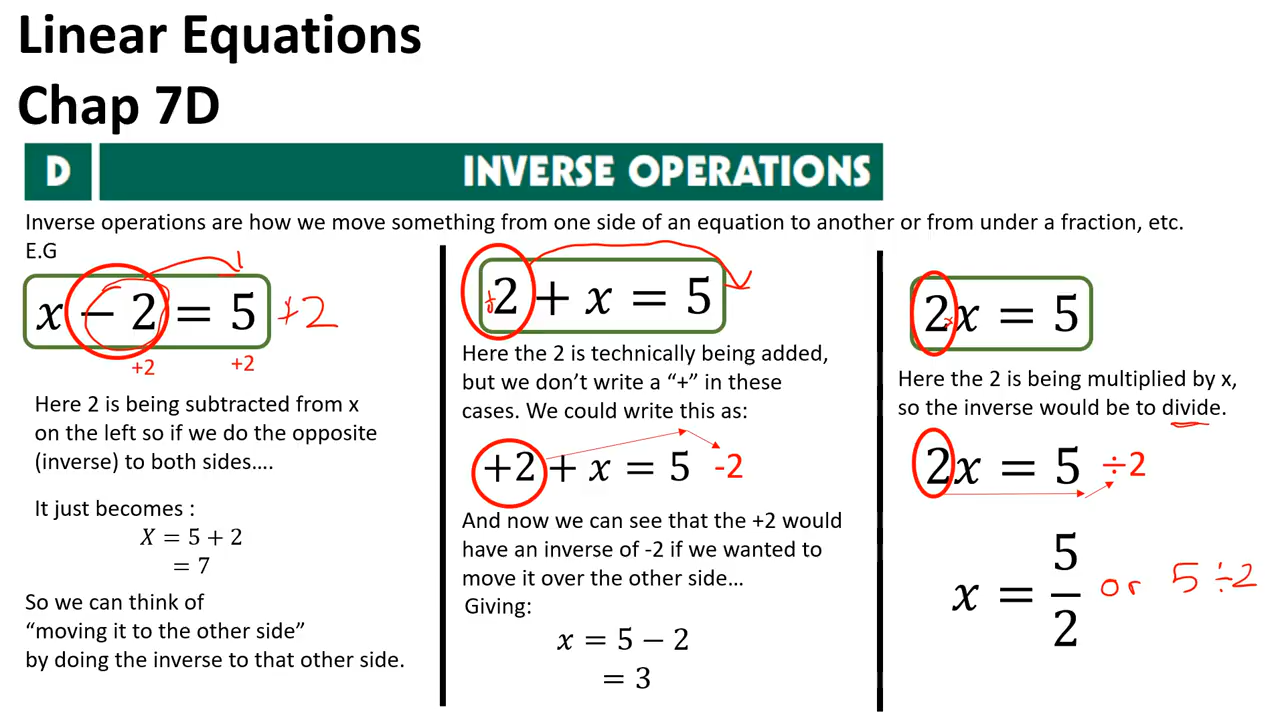 Linear Equations
Chap 7D
D INVERSE OPERATIONS
Inverse operations are how we move something from one side of an equation to another or from under a fraction, etc.
E.G
x − 2 = 5 +2
+2 +2
Here 2 is being subtracted from x
on the left so if we do the opposite
(inverse) to both sides….
It just becomes :
X = 5 + 2
= 7
So we can think of
“moving it to the other side”
by doing the inverse to that other side.
+2 + x = 5
Here the 2 is technically being added,
but we don’t write a “+” in these
cases. We could write this as:
+2 + x = 5 -2
And now we can see that the +2 would
have an inverse of -2 if we wanted to
move it over the other side…
Giving:
x = 5 − 2
= 3
2×x = 5
Here the 2 is being multiplied by x,
so the inverse would be to divide.
2x = 5 ÷2
x = 5/2 or 5 ÷2